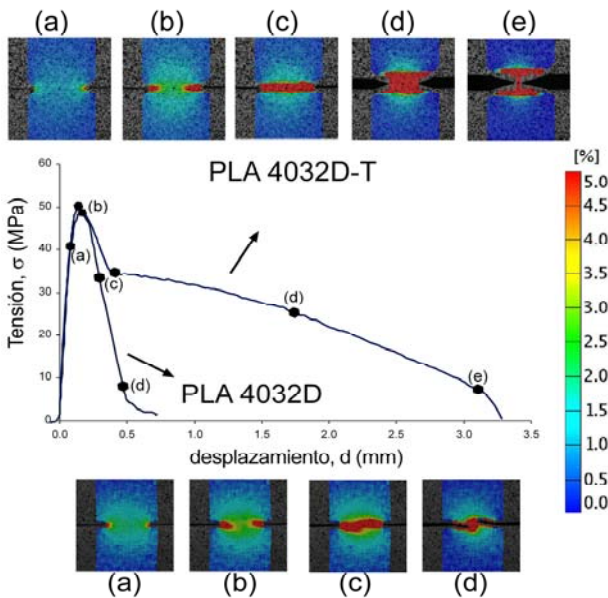 (a) (b) (c) (d) (e)
[%]
5.0
4.5
4.0
3.5
3.0
2.5
2.0
1.5
1.0
0.5
0.0
Tensión, σ (MPa)
60
50
40
30
20
10
0
PLA 4032D-T
(b)
(a)
(c)
(c)
(d)
(d)
(e)
PLA 4032D
0.0 0.5 1.0 1.5 2.0 2.5 3.0 3.5
desplazamiento, d (mm)
(a) (b) (c) (d)